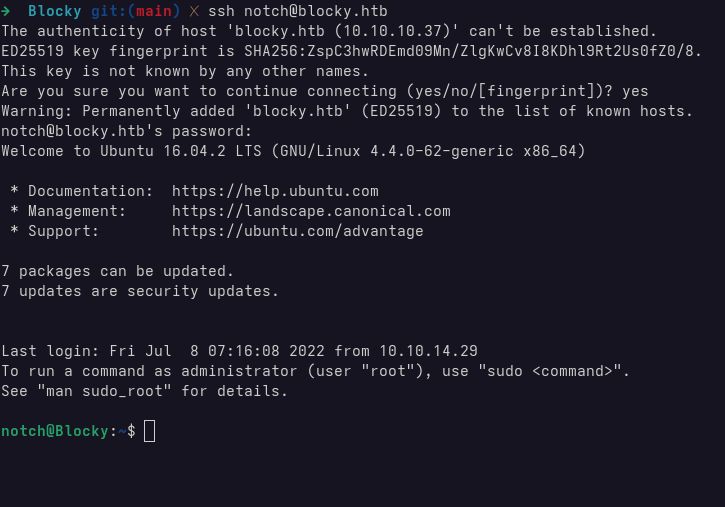 → Blocky git:(main) ✗ ssh notch@blocky.htb
The authenticity of host 'blocky.htb (10.10.10.37)' can't be established.
ED25519 key fingerprint is SHA256:ZspC3hwRDEmd09Mn/ZlgKwCv8I8KDhl9Rt2Us0fZ0/8.
This key is not known by any other names.
Are you sure you want to continue connecting (yes/no/[fingerprint])? yes
Warning: Permanently added 'blocky.htb' (ED25519) to the list of known hosts.
notch@blocky.htb's password:
Welcome to Ubuntu 16.04.2 LTS (GNU/Linux 4.4.0-62-generic x86_64)
* Documentation:  https://help.ubuntu.com
* Management:     https://landscape.canonical.com
* Support:        https://ubuntu.com/advantage
7 packages can be updated.
7 updates are security updates.
Last login: Fri Jul  8 07:16:08 2022 from 10.10.14.29
To run a command as administrator (user "root"), use "sudo <command>".
See "man sudo_root" for details.
notch@Blocky:~$